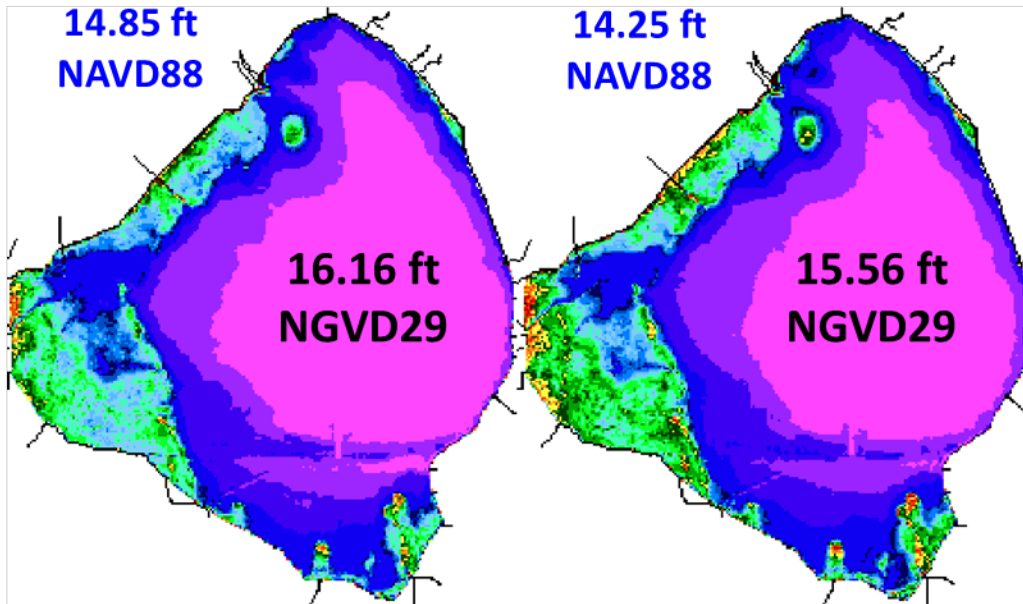 14.85 ft
NAVD88
14.25 ft
NAVD88
16.16 ft
NGVD29
15.56 ft
NGVD29